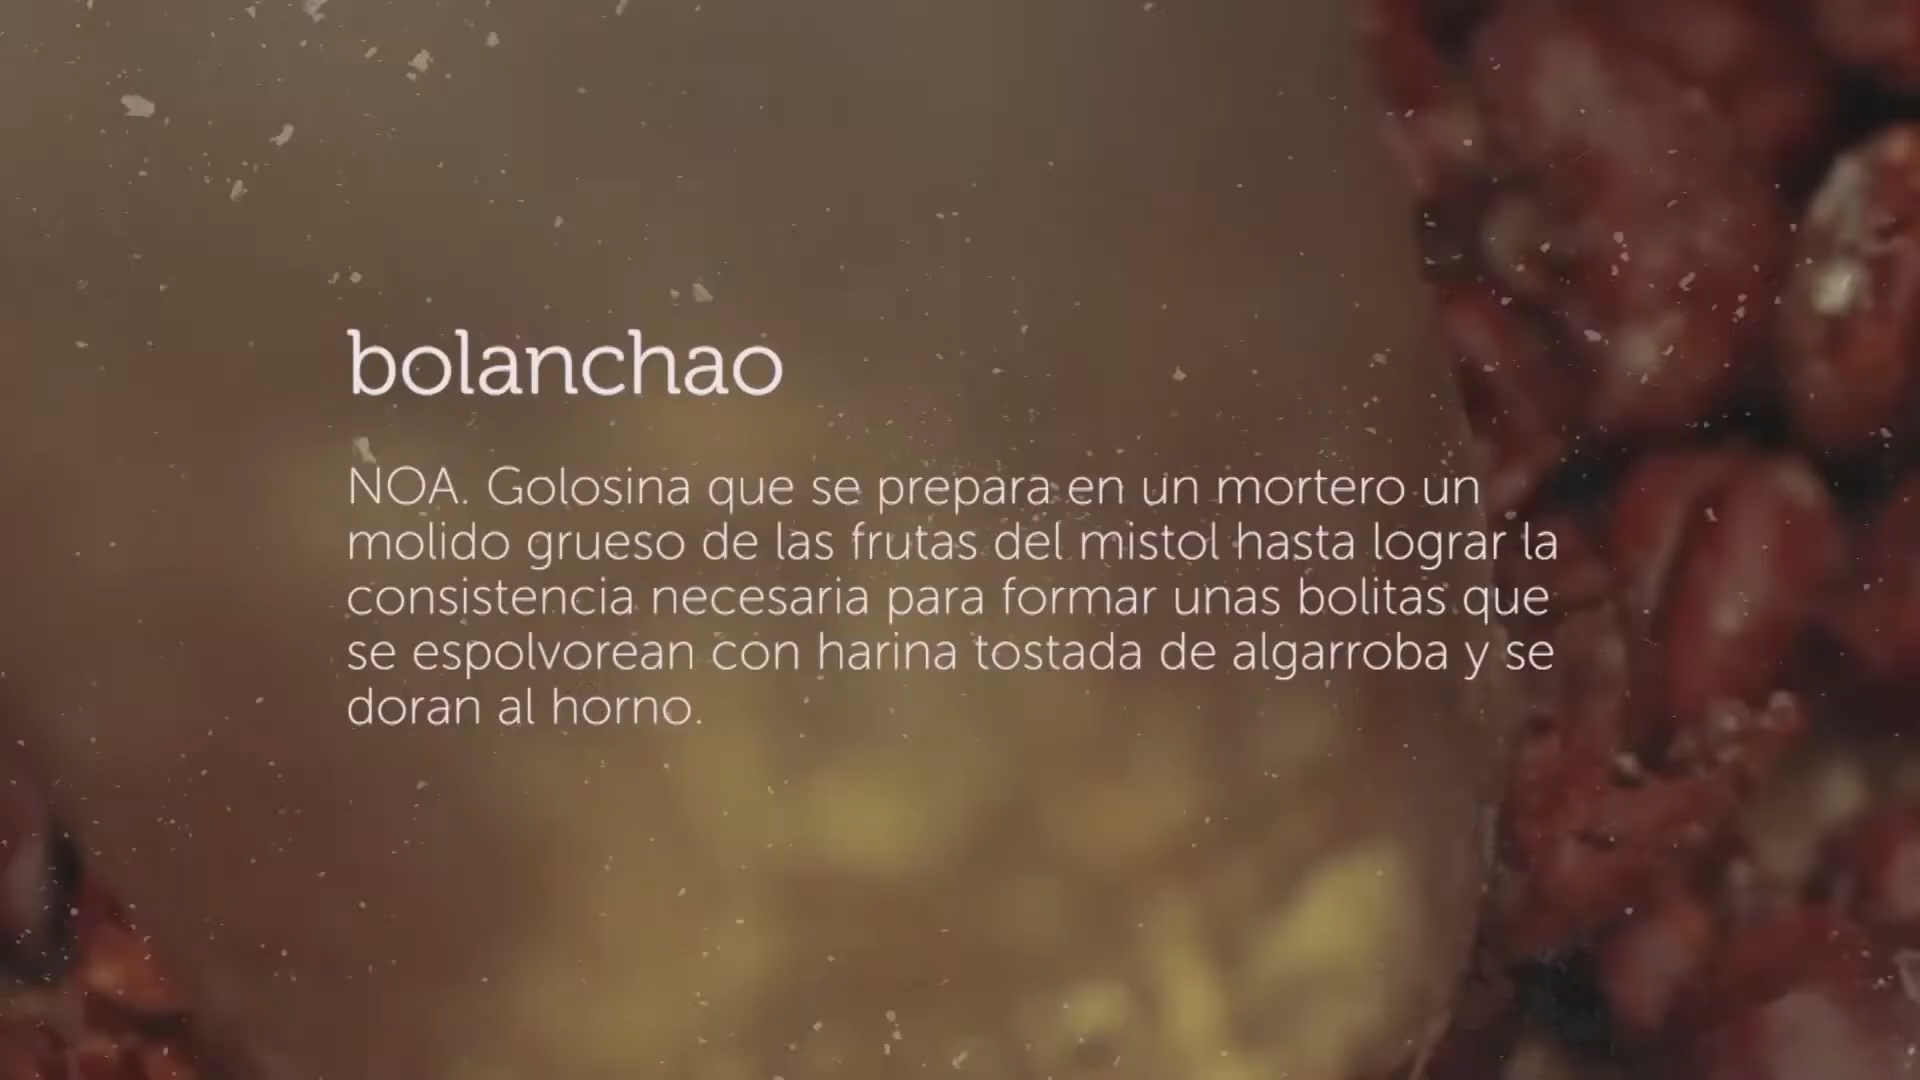 bolanchao
NOA. Golosina que se prepara en un mortero un
molido grueso de las frutas del mistol hasta lograr la
consistencia necesaria para formar unas bolitas que
se espolvorean con harina tostada de algarroba y se
doran al horno.